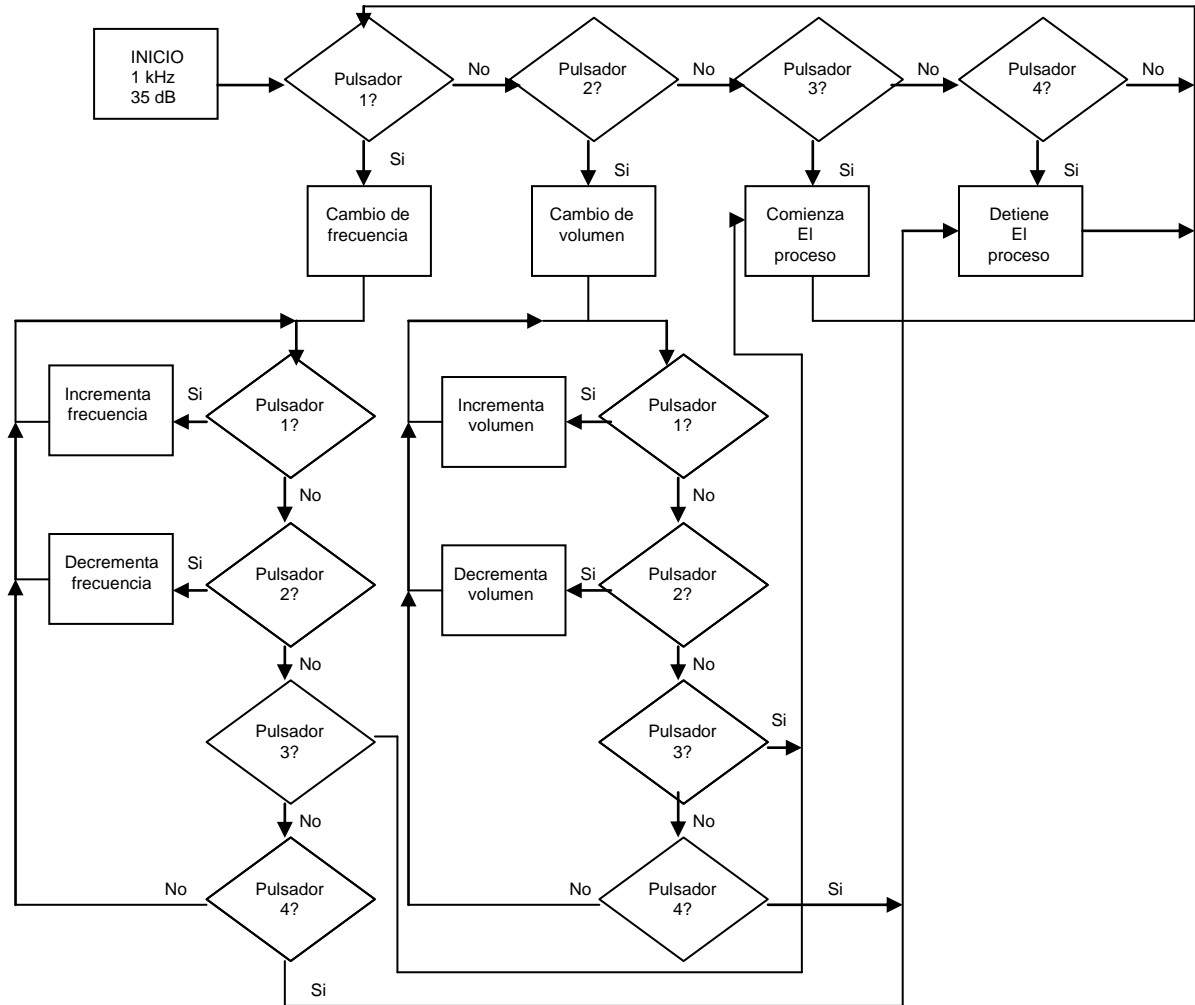 INICIO
1 kHz
35 dB
Pulsador
1?
No
Pulsador
2?
No
Pulsador
3?
No
Pulsador
4?
No
Si
Si
Si
Si
Cambio de
frecuencia
Cambio de
volumen
Comienza
El
proceso
Detiene
El
proceso
Incrementa
frecuencia
Si
Pulsador
1?
No
Decrementa
frecuencia
Si
Pulsador
2?
No
Pulsador
3?
No
No
Pulsador
4?
Si
Incrementa
volumen
Si
Pulsador
1?
No
Decrementa
volumen
Si
Pulsador
2?
No
Pulsador
3?
Si
No
No
Pulsador
4?
Si